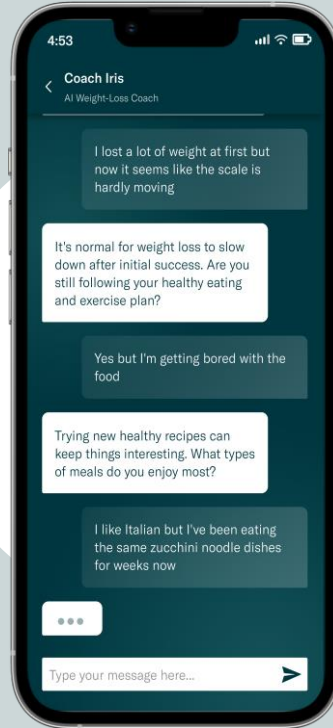 4:53
Coach Iris
AI Weight-Loss Coach
I lost a lot of weight at first but
now it seems like the scale is
hardly moving
It's normal for weight loss to slow
down after initial success. Are you
still following your healthy eating
and exercise plan?
Yes but I'm getting bored with the
food
Trying new healthy recipes can
keep things interesting. What types
of meals do you enjoy most?
I like Italian but I've been eating
the same zucchini noodle dishes
for weeks now
Type your message here...